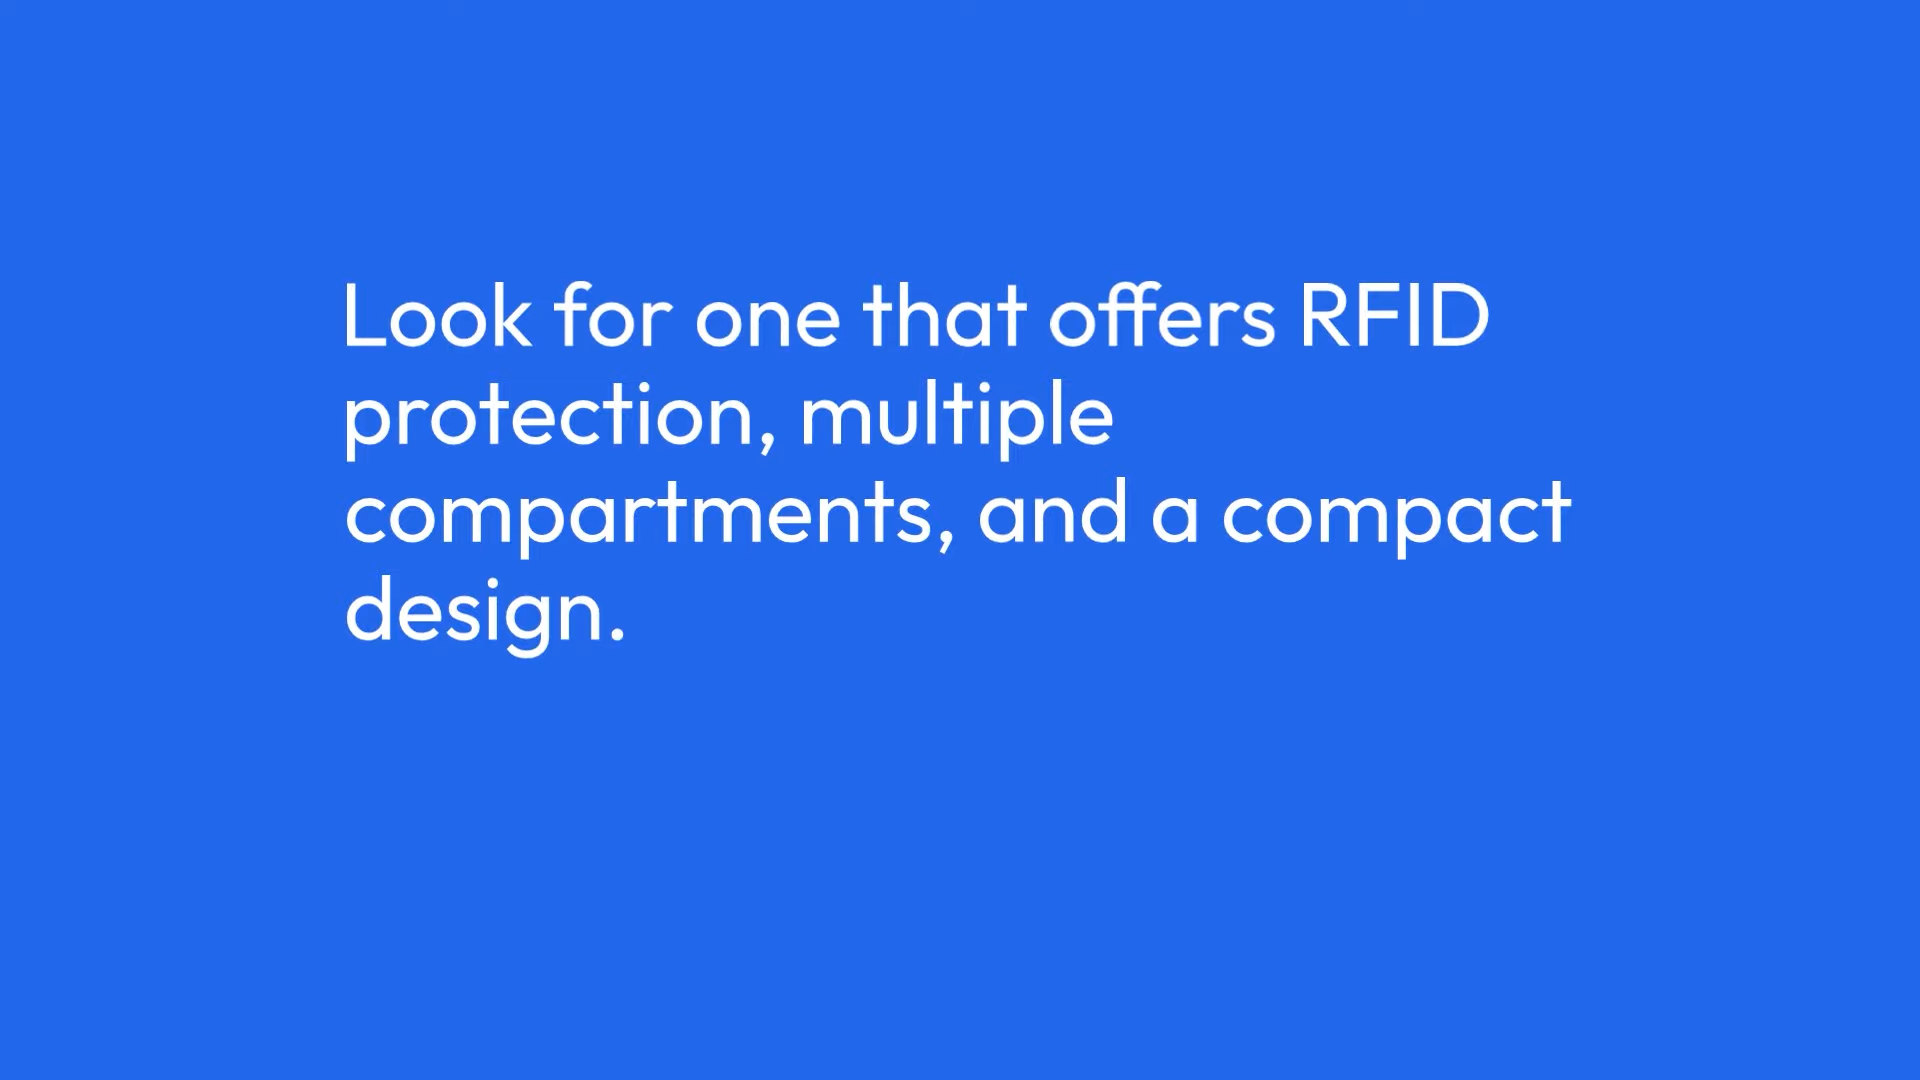 Look for one that offers RFID
protection, multiple
compartments, and a compact
design.